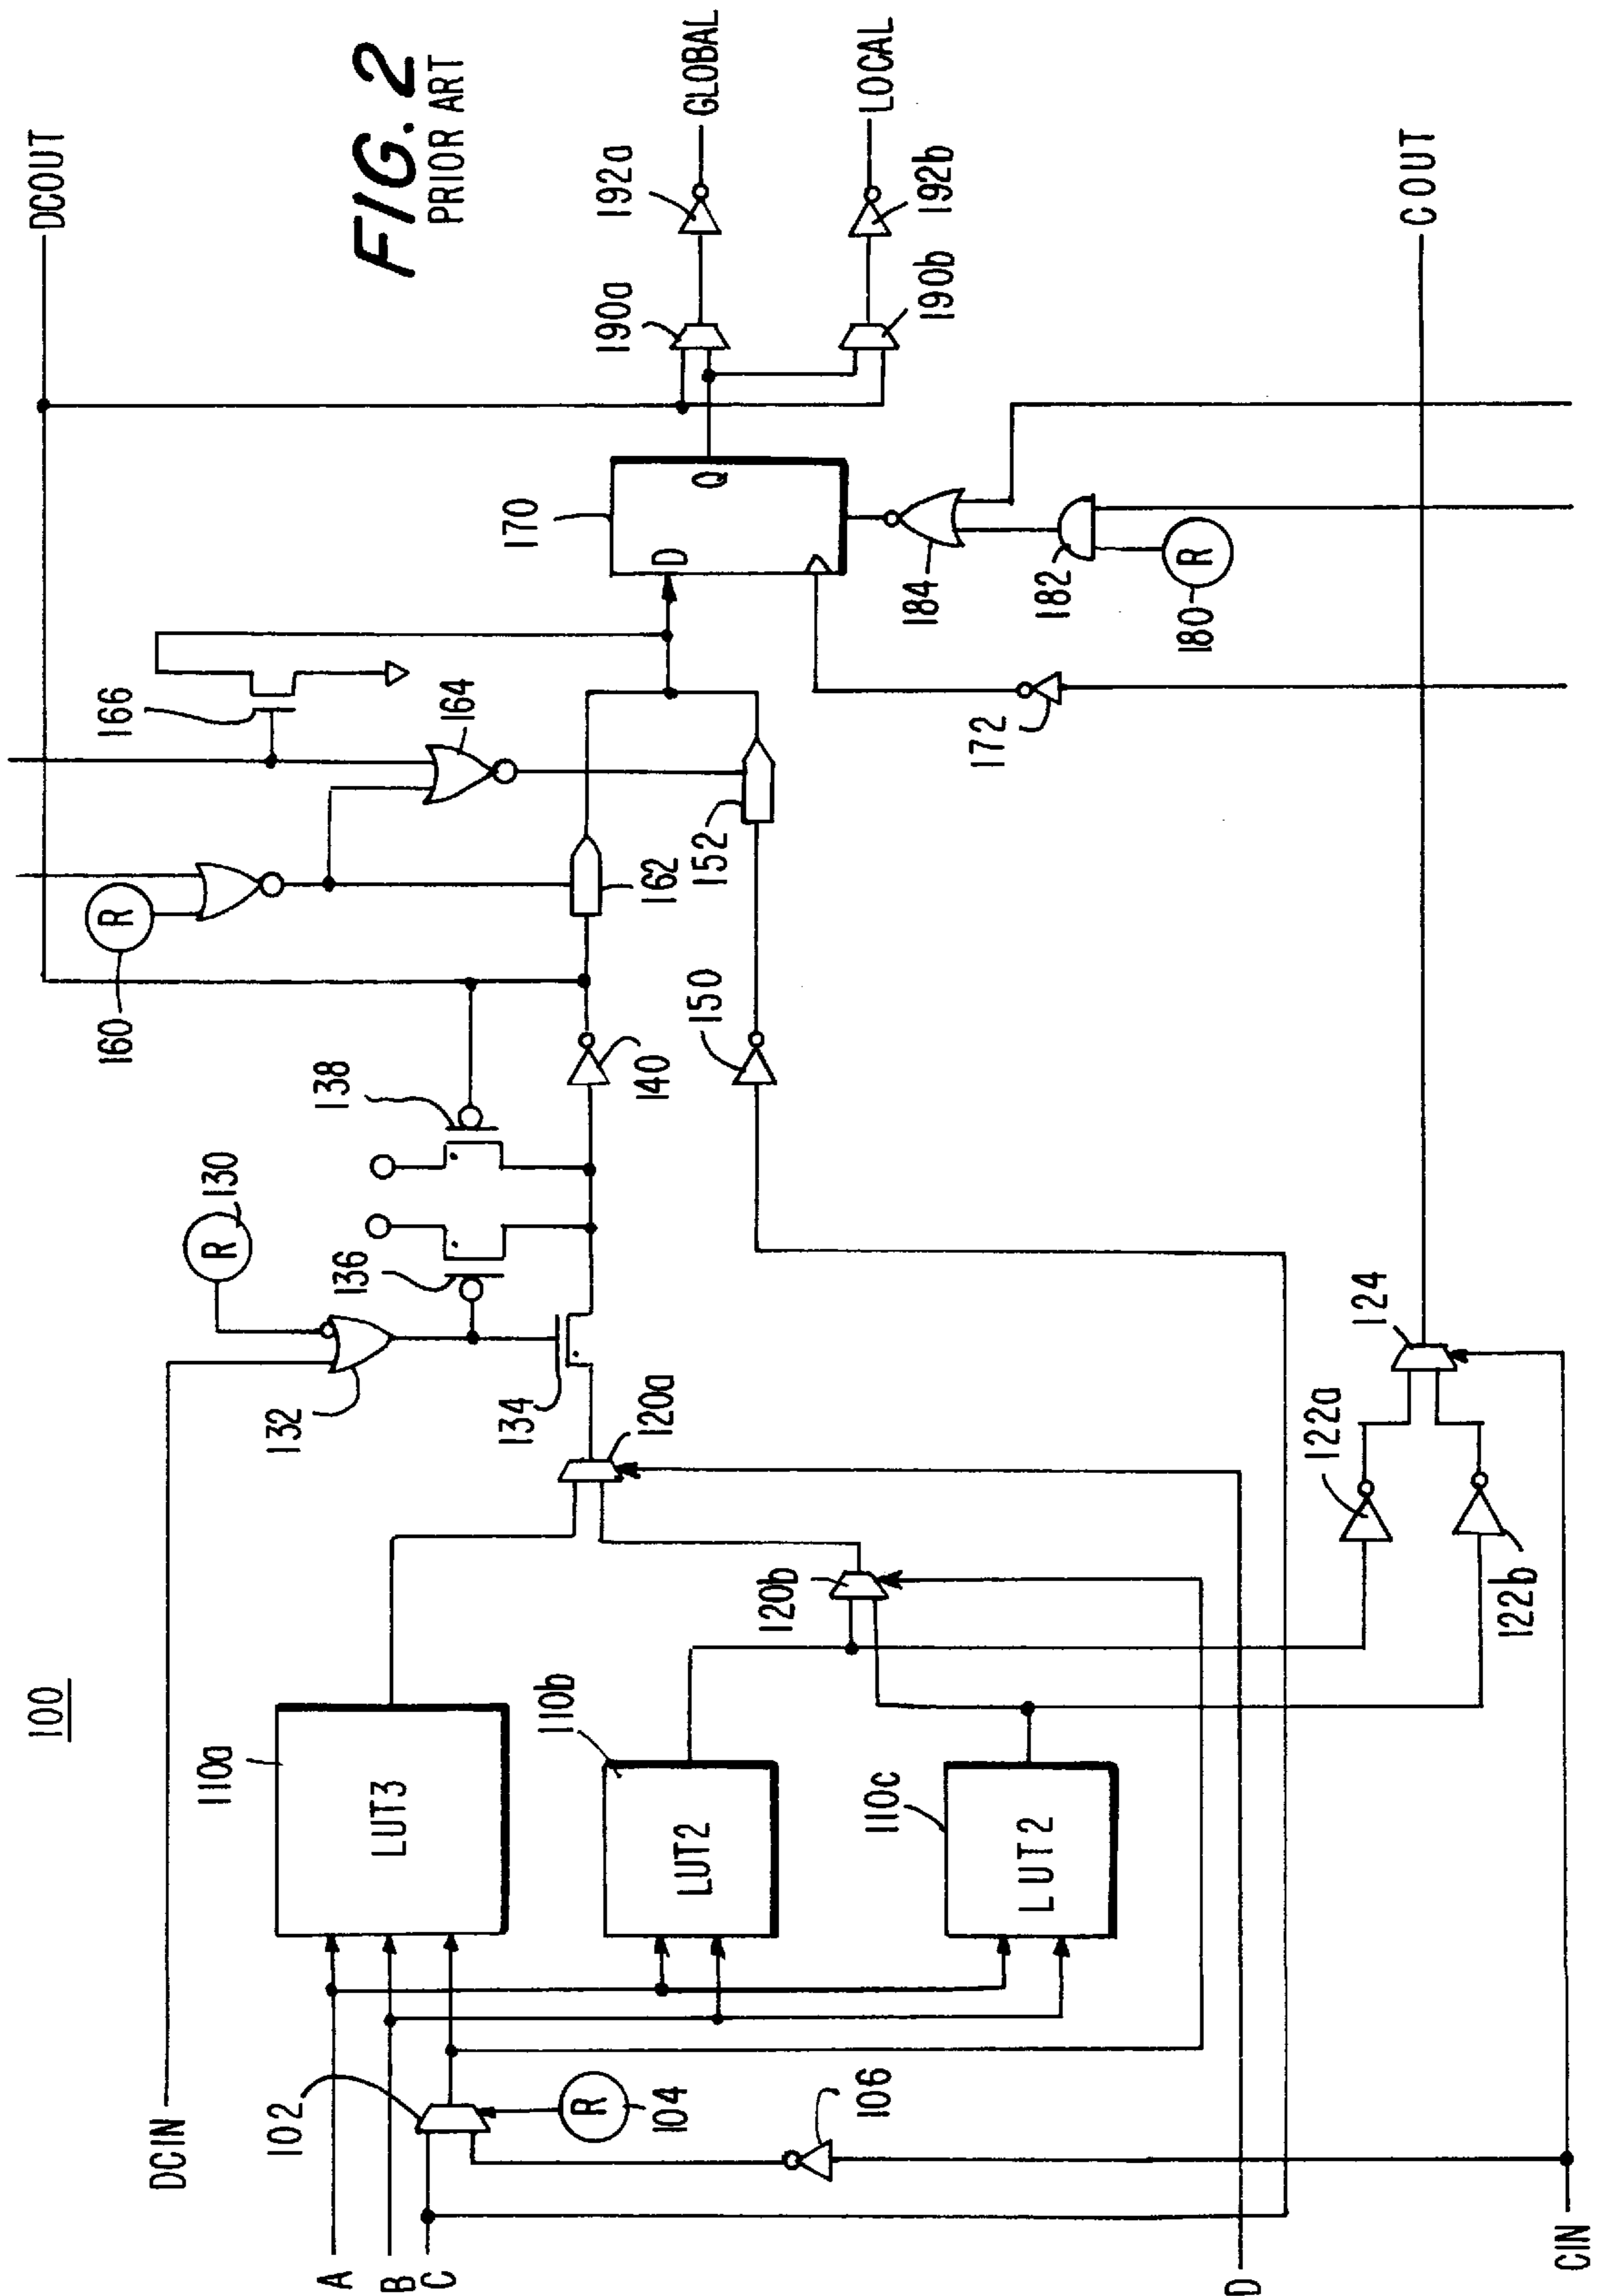 FIG. 2
PRIOR ART
100
DCIN
DCOUT
A
B
C
D
CIN
COUT
GLOBAL
LOCAL
102
R
104
106
110a
LUT3
110b
LUT2
110c
LUT2
120a
120b
122a
122b
124
R
130
132
134
136
138
140
150
152
R
160
162
164
166
170
D
Q
172
R
180
182
184
190a
190b
192a
192b